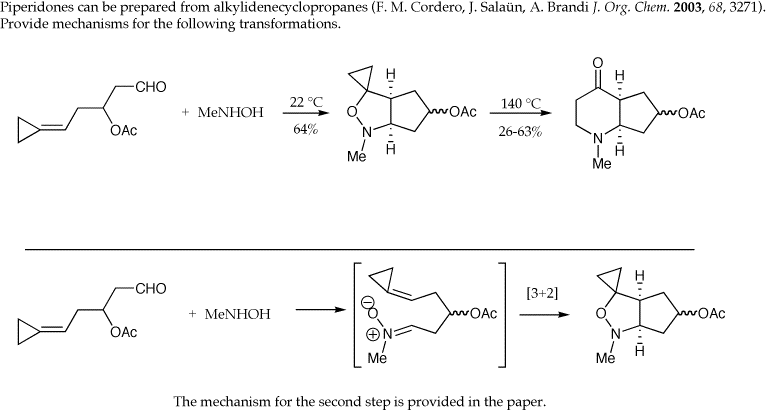 Piperidones can be prepared from alkylidenecyclopropanes (F. M. Cordero, J. Salaün, A. Brandi J. Org. Chem. 2003, 68, 3271).
Provide mechanisms for the following transformations.
CHO
OAc
+ MeNHOH
22 °C
64%
H
O
N
Me
H
OAc
140 °C
26-63%
O
H
N
Me
H
OAc
CHO
OAc
+ MeNHOH
⊖
O
⊕
N
Me
OAc
[3+2]
H
O
N
Me
H
OAc
The mechanism for the second step is provided in the paper.